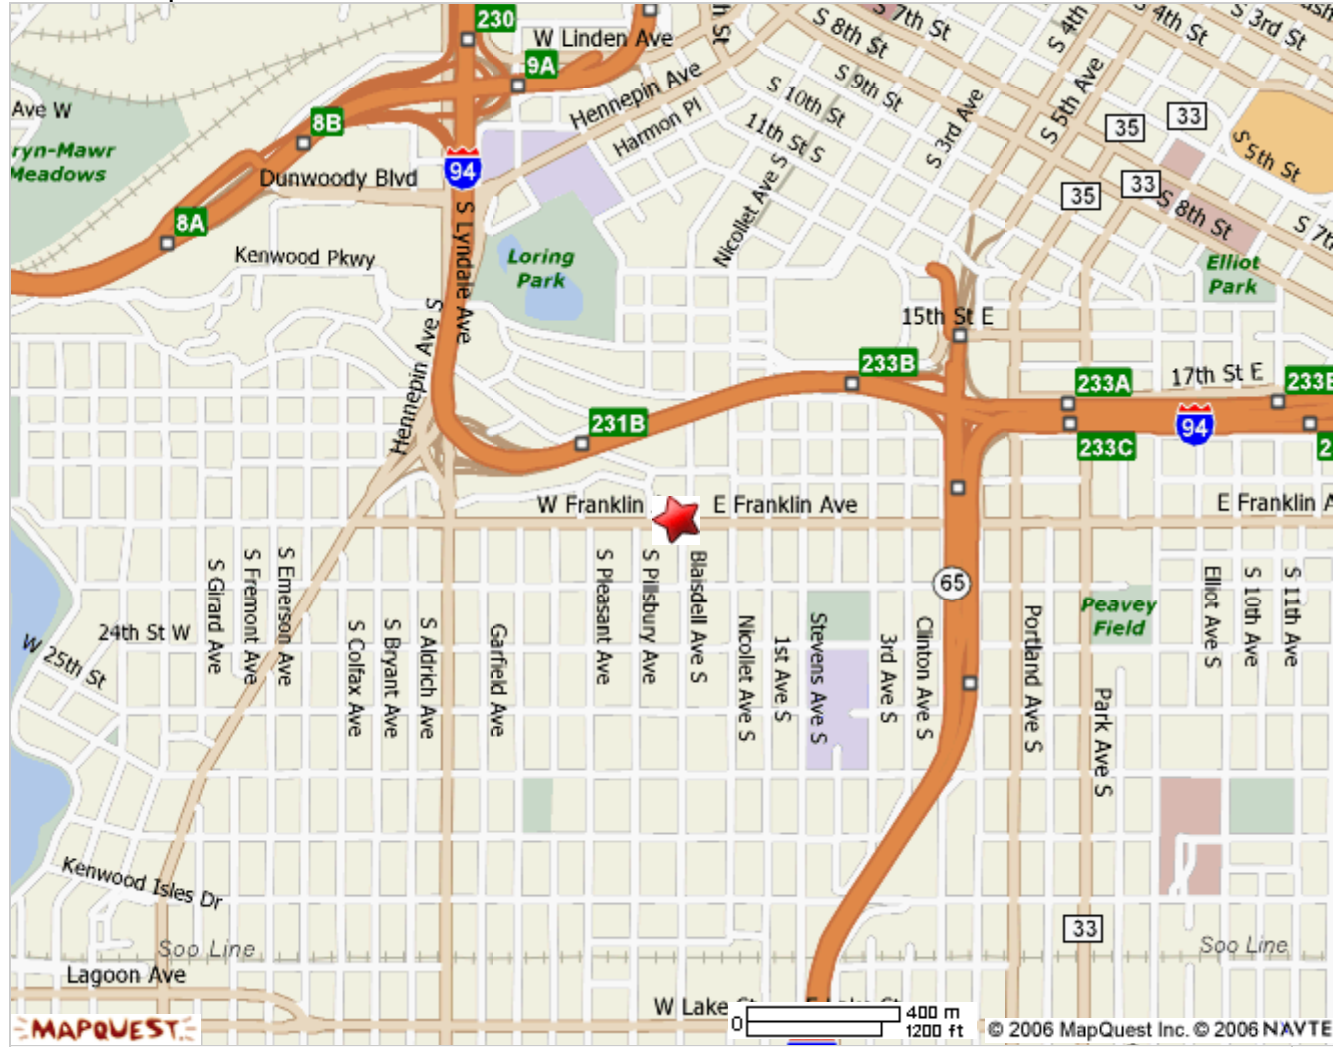 230
W Linden Ave
9A
8B
8A
Ave W
ryn-Mawr
Meadows
Dunwoody Blvd
94
S Lyndale Ave
Kenwood Pkwy
Hennepin Ave
Harmon Pl
Loring
Park
Nicollet Ave S
11th St S
S 10th St
S 9th St
S 8th St
S 7th St
S 3rd Ave
S 4th
S 5th Ave
S 4th St
S 3rd St
35
33
S 5th St
35
33
S 8th St
S 7th
Elliot
Park
15th St E
233B
233A
17th St E
233C
94
Hennepin Ave S
231B
W Franklin
E Franklin Ave
E Franklin A
S Girard Ave
S Fremont Ave
S Emerson Ave
24th St W
W 25th St
S Colfax Ave
S Bryant Ave
S Aldrich Ave
Garfield Ave
S Pleasant Ave
S Pillsbury Ave
Blaisdell Ave S
Nicollet Ave S
1st Ave S
Stevens Ave S
3rd Ave S
Clinton Ave S
65
Portland Ave S
Peavey
Field
Park Ave S
Elliot Ave S
S 10th Ave
S 11th Ave
Kenwood Isles Dr
33
Soo Line
Soo Line
Lagoon Ave
W Lake St
E Lake St
MAPQUEST
0
400 m
1200 ft
© 2006 MapQuest Inc. © 2006 NAVTE